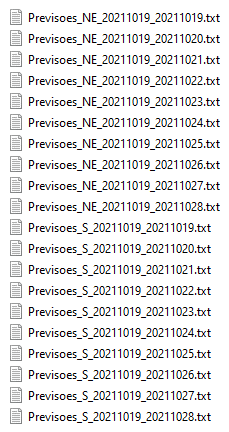 Previsoes_NE_20211019_20211019.txt
Previsoes_NE_20211019_20211020.txt
Previsoes_NE_20211019_20211021.txt
Previsoes_NE_20211019_20211022.txt
Previsoes_NE_20211019_20211023.txt
Previsoes_NE_20211019_20211024.txt
Previsoes_NE_20211019_20211025.txt
Previsoes_NE_20211019_20211026.txt
Previsoes_NE_20211019_20211027.txt
Previsoes_NE_20211019_20211028.txt
Previsoes_S_20211019_20211019.txt
Previsoes_S_20211019_20211020.txt
Previsoes_S_20211019_20211021.txt
Previsoes_S_20211019_20211022.txt
Previsoes_S_20211019_20211023.txt
Previsoes_S_20211019_20211024.txt
Previsoes_S_20211019_20211025.txt
Previsoes_S_20211019_20211026.txt
Previsoes_S_20211019_20211027.txt
Previsoes_S_20211019_20211028.txt